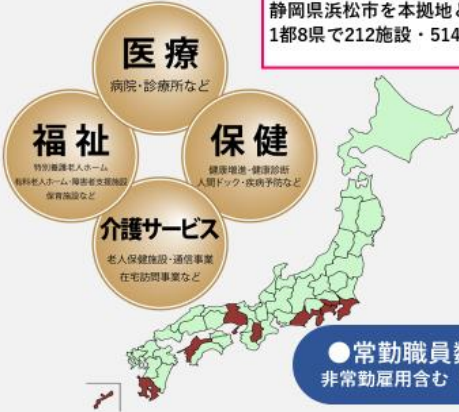 静岡県浜松市を本拠地
1都8県で212施設・514
医療
病院・診療所など
福祉
特別養護老人ホーム
有料老人ホーム・障害者支援施設
保育施設など
保健
健康増進・健康診断
人間ドック・疾病予防など
介護サービス
老人保健施設・通信事業
在宅訪問事業など
●常勤職員数
非常勤雇用含む